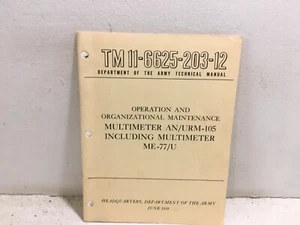 TM 11-6625-203-12
DEPARTMENT OF THE ARMY TECHNICAL MANUAL
OPERATION AND
ORGANIZATIONAL MAINTENANCE
MULTIMETER AN/URM-105
INCLUDING MULTIMETER
ME-77/U
HEADQUARTERS, DEPARTMENT OF THE ARMY
JUNE